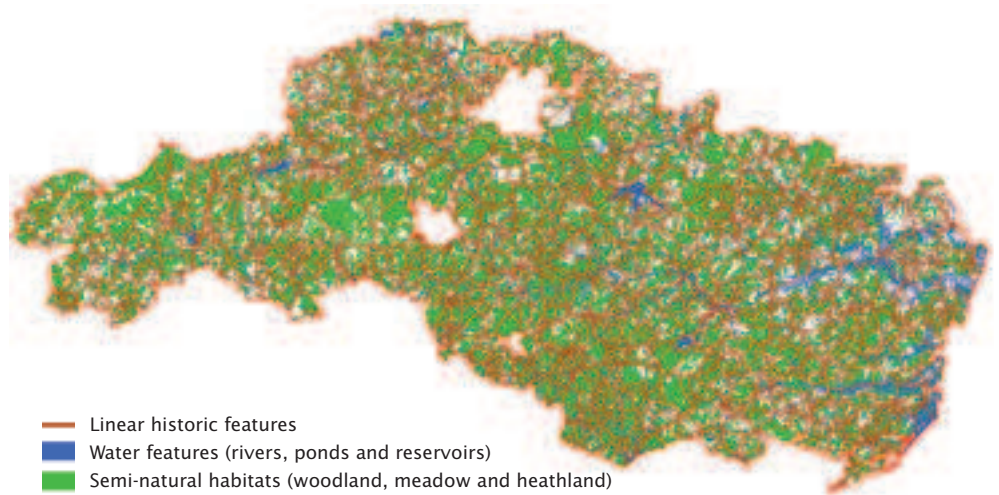 Linear historic features
Water features (rivers, ponds and reservoirs)
Semi-natural habitats (woodland, meadow and heathland)